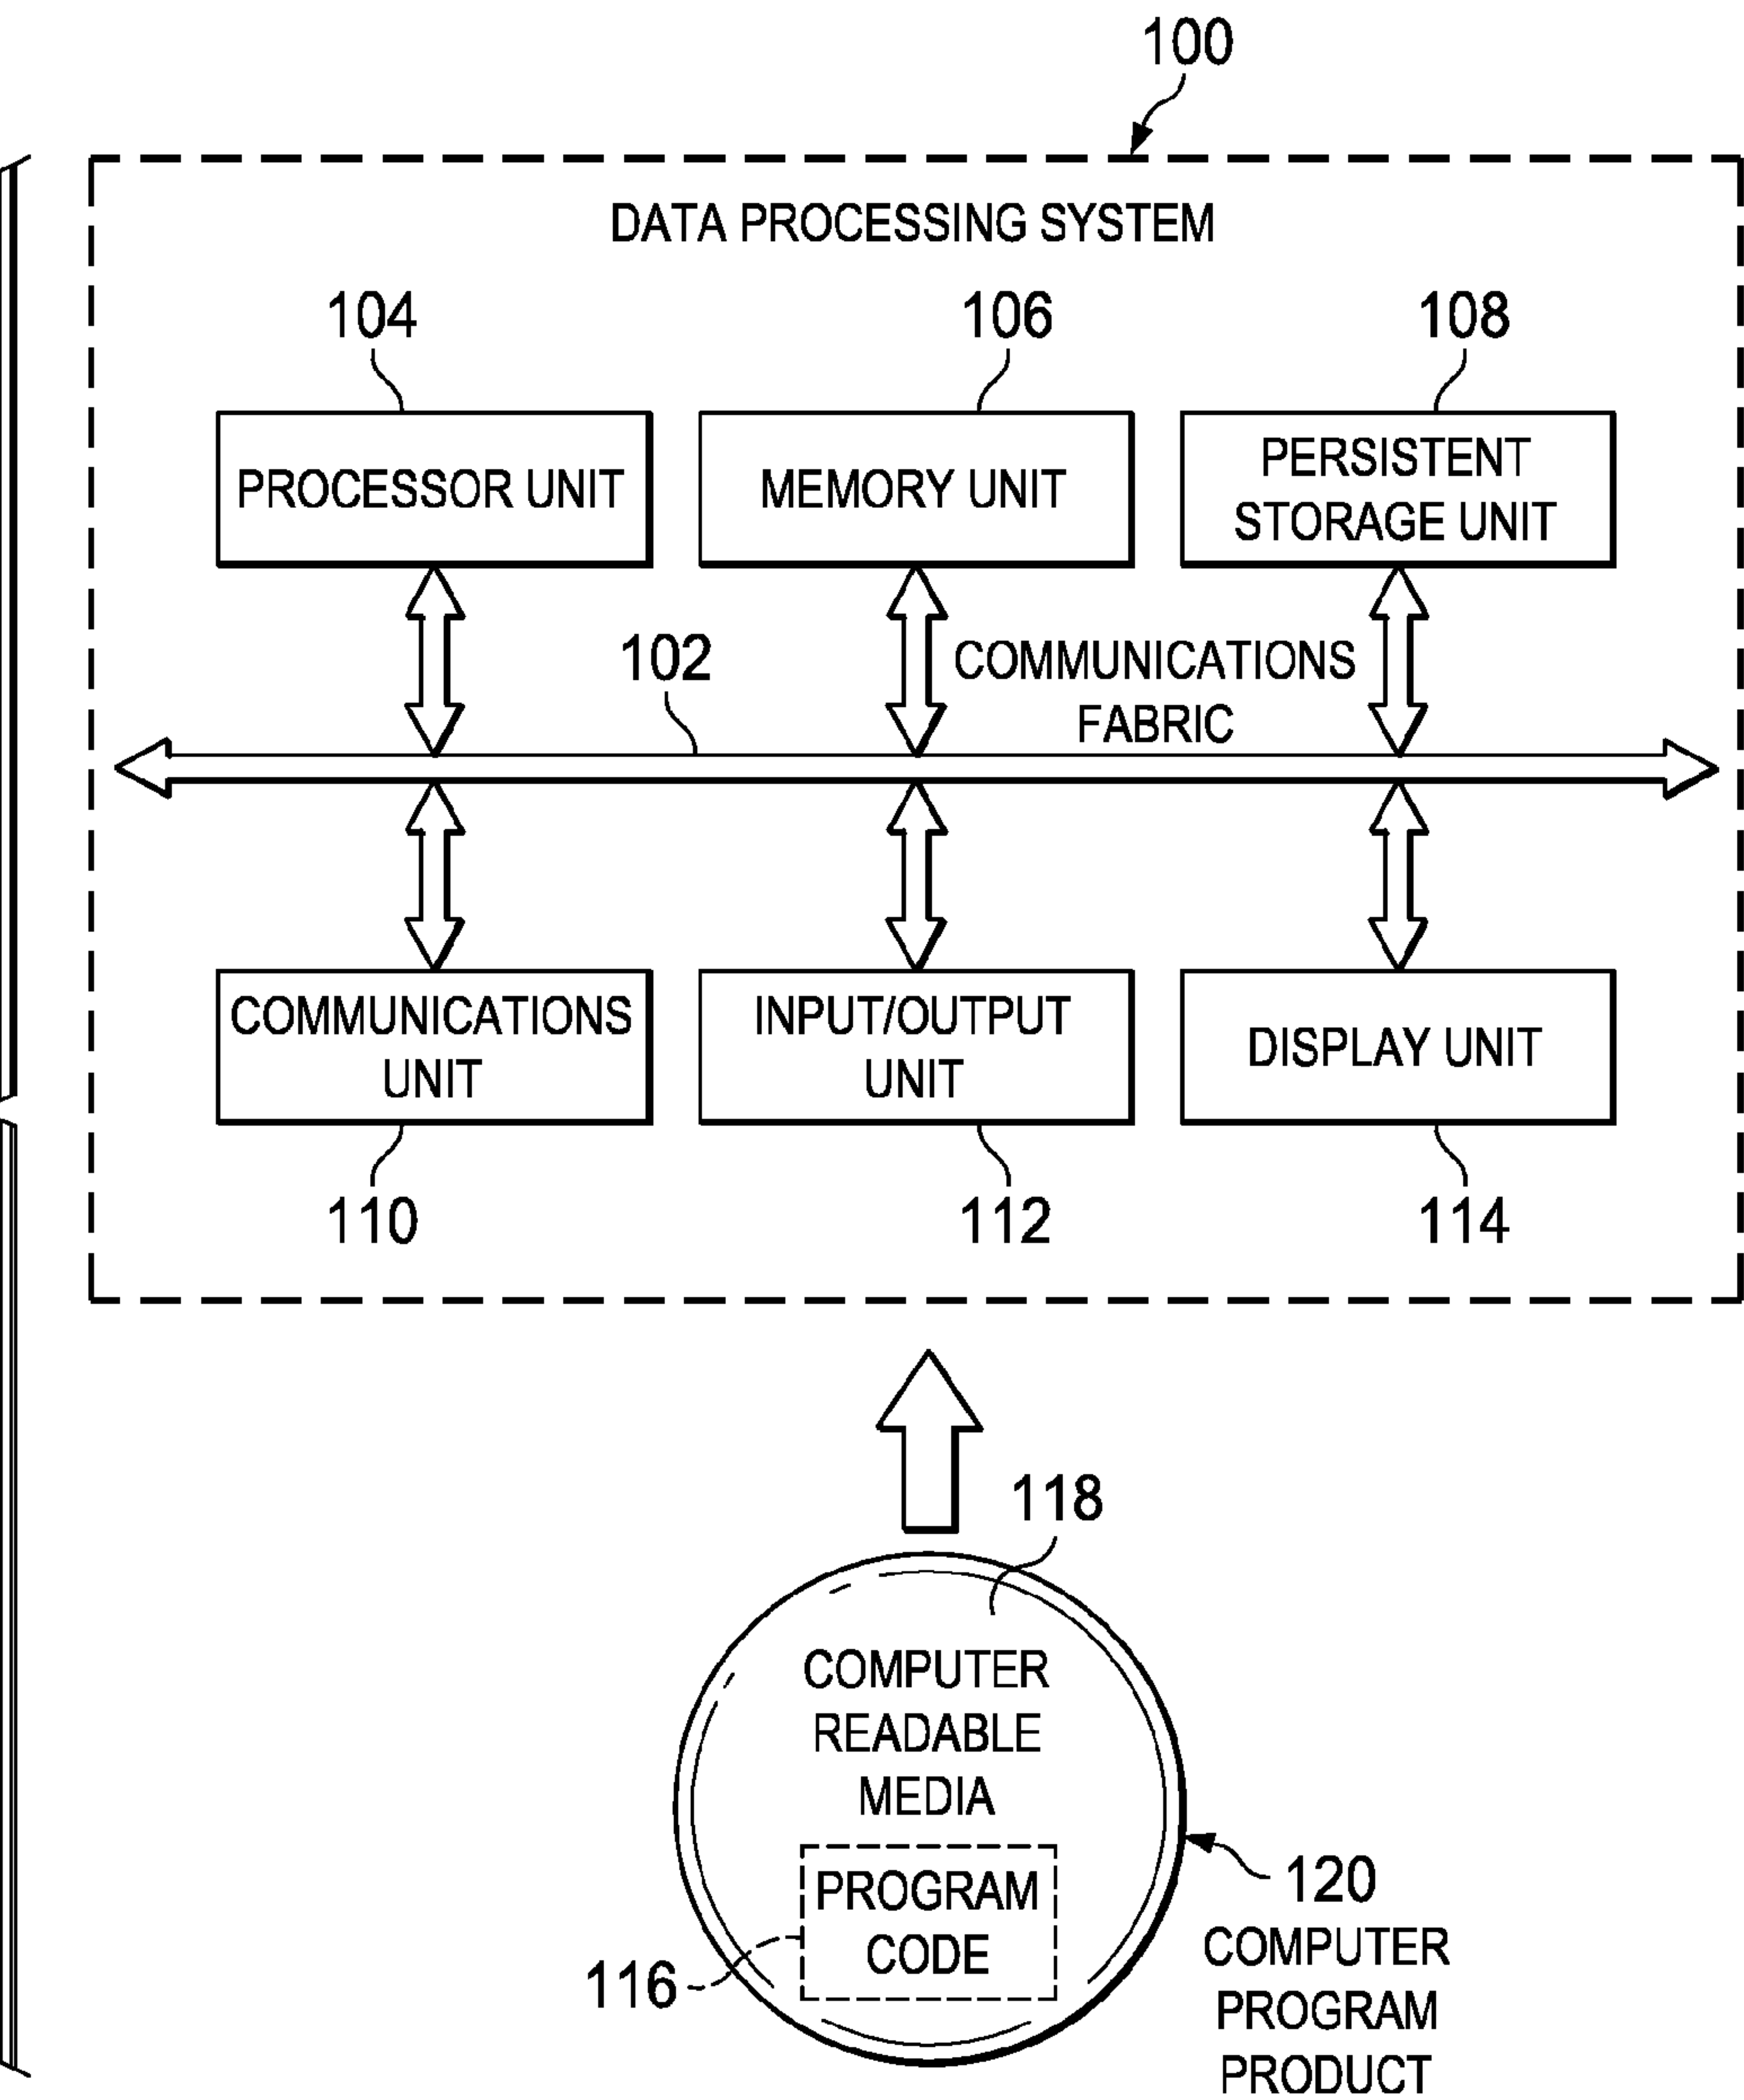 100
DATA PROCESSING SYSTEM
104
106
108
PROCESSOR UNIT
MEMORY UNIT
PERSISTENT
STORAGE UNIT
102
COMMUNICATIONS
FABRIC
COMMUNICATIONS
UNIT
INPUT/OUTPUT
UNIT
DISPLAY UNIT
110
112
114
118
COMPUTER
READABLE
MEDIA
PROGRAM
CODE
116
120
COMPUTER
PROGRAM
PRODUCT